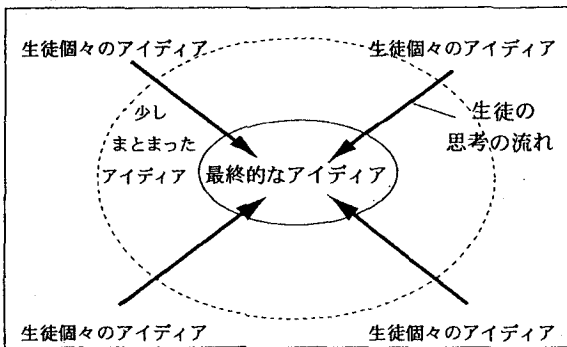 生徒個々のアイディア
生徒個々のアイディア
少し
まとまった
アイディア
生徒の
思考の流れ
最終的なアイディア
生徒個々のアイディア
生徒個々のアイディア